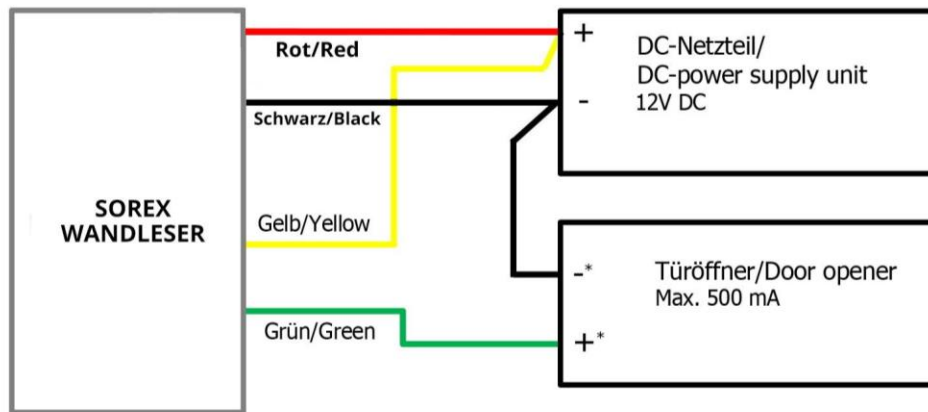 Rot/Red
Schwarz/Black
SOREX
WANDLESER
Gelb/Yellow
Grün/Green
+
DC-Netzteil/
DC-power supply unit
12V DC
-
-*
Türöffner/Door opener
Max. 500 mA
+*